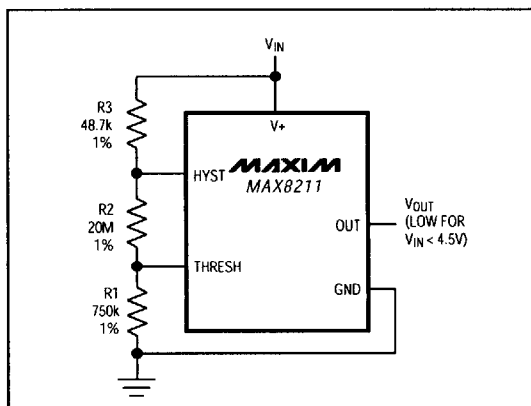 VIN
R3
48.7k
1%
V+
HYST
MAXIM
MAX8211
R2
20M
1%
OUT
VOUT
(LOW FOR
VIN < 4.5V)
THRESH
GND
R1
750k
1%